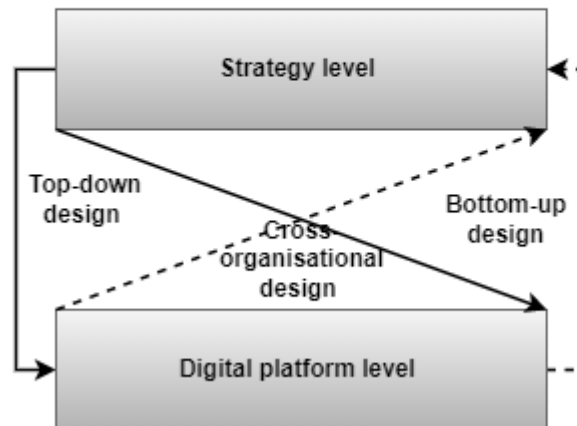 Strategy level
Top-down
design
Bottom-up
design
Cross-
organisational
design
Digital platform level